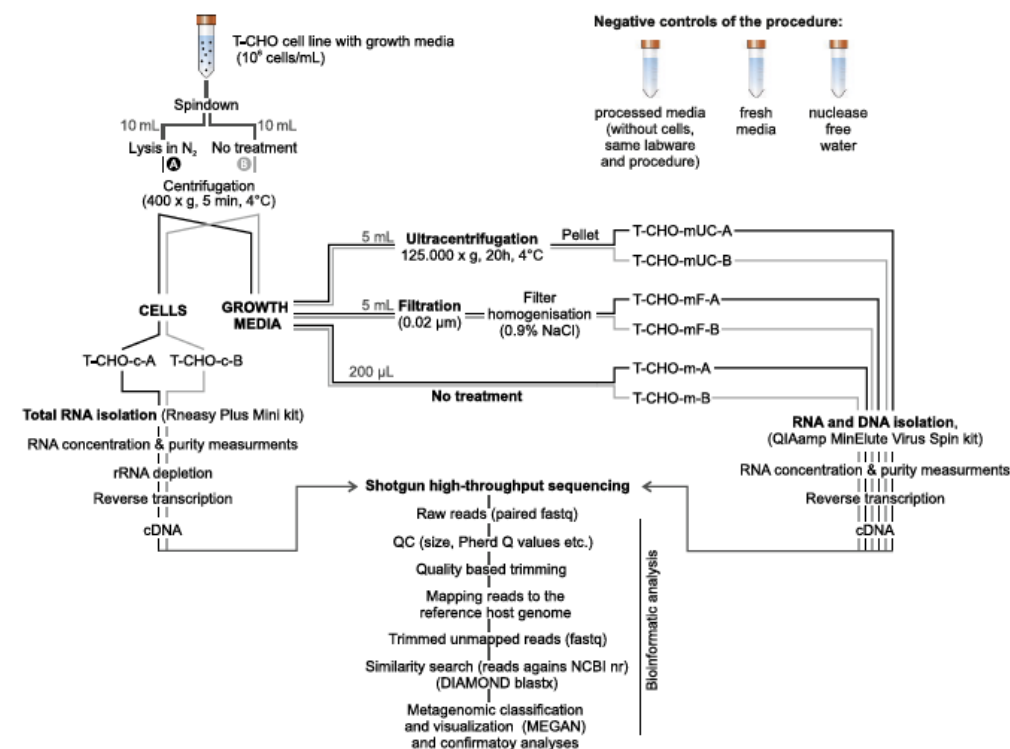 T-CHO cell line with growth media
(10⁶ cells/mL)
Spindown
10 mL
10 mL
Lysis in N₂
No treatment
A
B
Centrifugation
(400 x g, 5 min, 4°C)
CELLS
GROWTH
MEDIA
T-CHO-c-A
T-CHO-c-B
Total RNA isolation (Rneasy Plus Mini kit)
RNA concentration & purity measurments
rRNA depletion
Reverse transcription
cDNA
Negative controls of the procedure:
processed media
(without cells,
same labware
and procedure)
fresh
media
nuclease
free
water
5 mL
Ultracentrifugation
125.000 x g, 20h, 4°C
Pellet
T-CHO-mUC-A
T-CHO-mUC-B
5 mL
Filtration
(0.02 µm)
Filter
homogenisation
(0.9% NaCl)
T-CHO-mF-A
T-CHO-mF-B
200 µL
No treatment
T-CHO-m-A
T-CHO-m-B
RNA and DNA isolation,
(QIAamp MinElute Virus Spin kit)
RNA concentration & purity measurments
Reverse transcription
cDNA
Shotgun high-throughput sequencing
Raw reads (paired fastq)
QC (size, Pherd Q values etc.)
Quality based trimming
Mapping reads to the
reference host genome
Trimmed unmapped reads (fastq)
Similarity search (reads agains NCBI nr)
(DIAMOND blastx)
Metagenomic classification
and visualization (MEGAN)
and confirmatoy analyses
Bioinformatic analysis